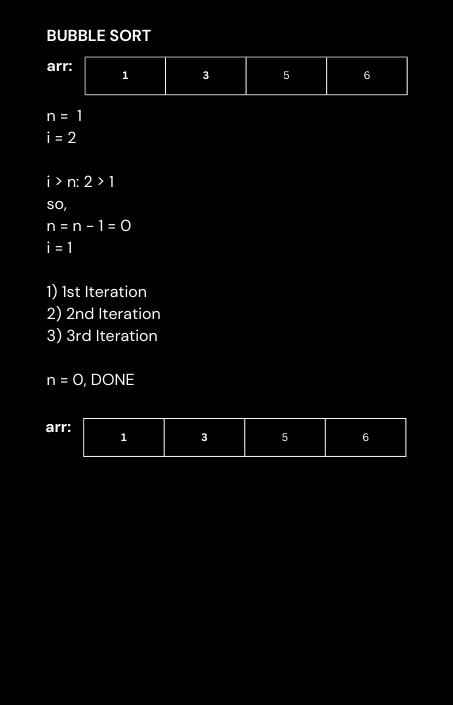 BUBBLE SORT
arr: 1 3 5 6
n = 1
i = 2
i > n: 2 > 1
so,
n = n - 1 = 0
i = 1
1) 1st Iteration
2) 2nd Iteration
3) 3rd Iteration
n = 0, DONE
arr: 1 3 5 6